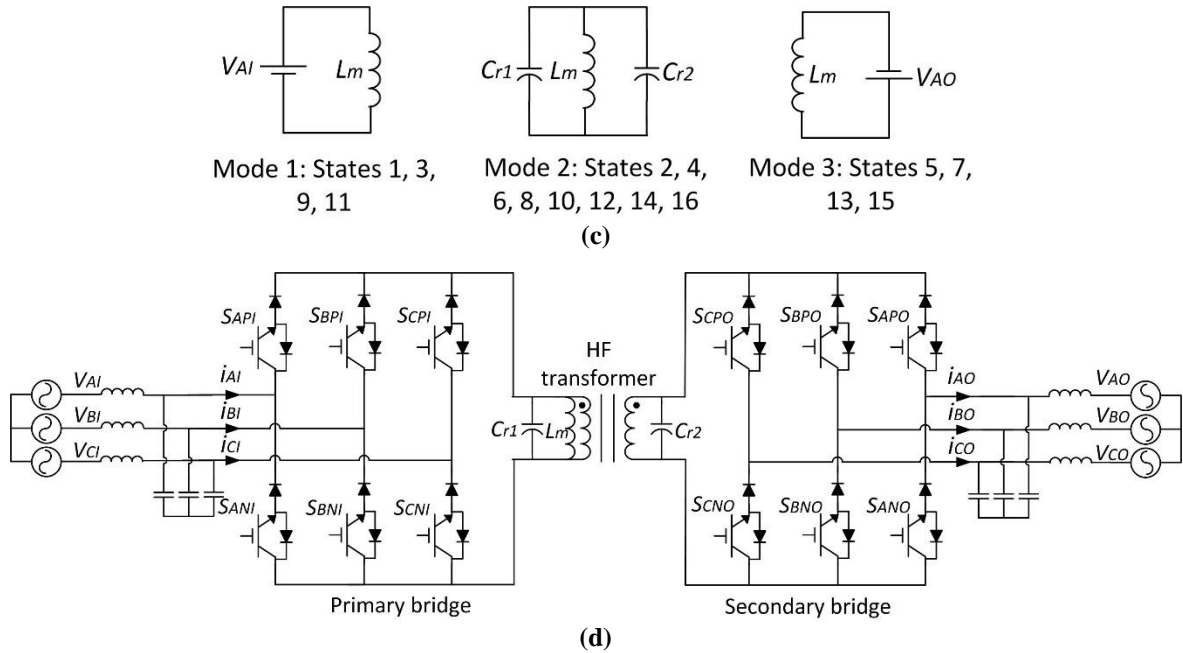 VAI
Lm
Cr1
Lm
Cr2
Lm
VAO
Mode 1: States 1, 3,
9, 11
Mode 2: States 2, 4,
6, 8, 10, 12, 14, 16
Mode 3: States 5, 7,
13, 15
(c)
SAPI
SBPI
SCPI
SCPO
SBPO
SAPO
HF
transformer
VAI
iAI
VBI
iBI
VCI
iCI
Cr1
Lm
Cr2
iAO
VAO
iBO
VBO
iCO
VCO
SANI
SBNI
SCNI
SCNO
SBNO
SANO
Primary bridge
Secondary bridge
(d)